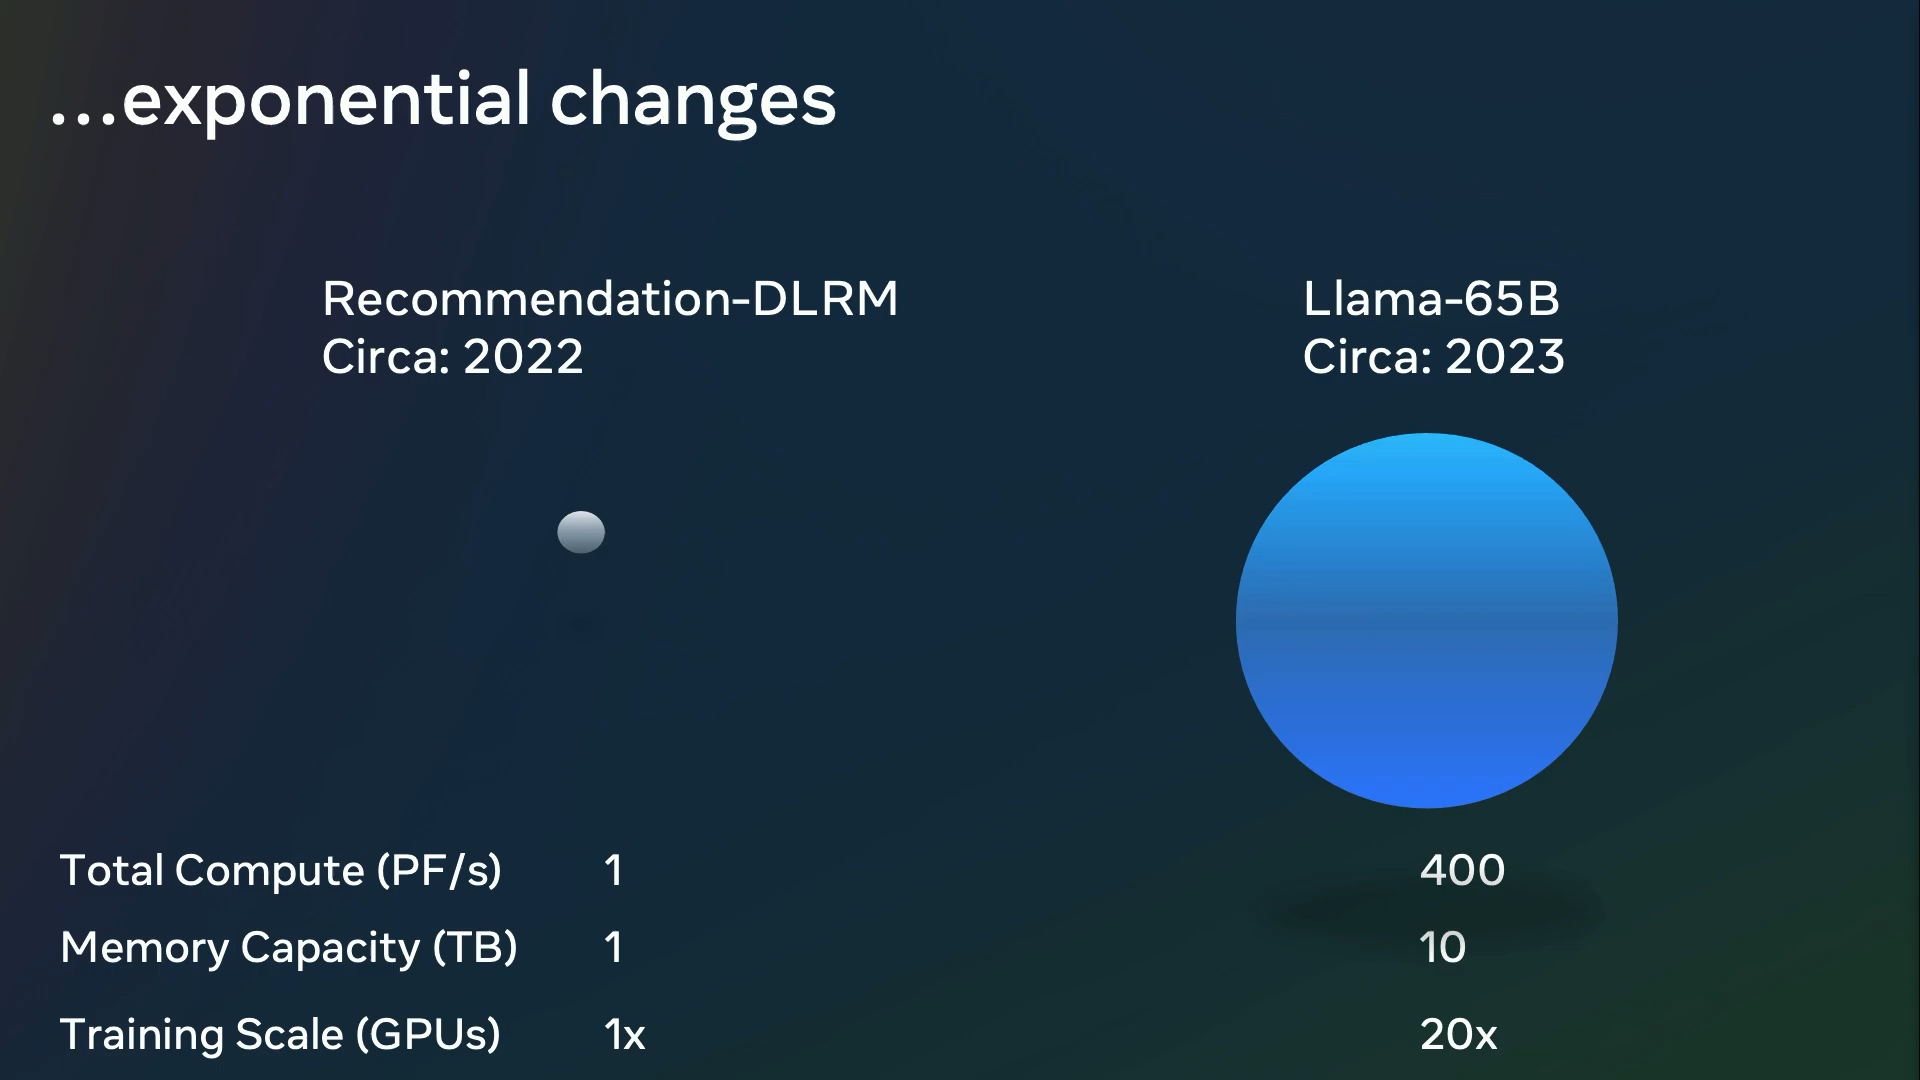 ...exponential changes
Recommendation-DLRM
Circa: 2022
Llama-65B
Circa: 2023
Total Compute (PF/s) 1 400
Memory Capacity (TB) 1 10
Training Scale (GPUs) 1x 20x